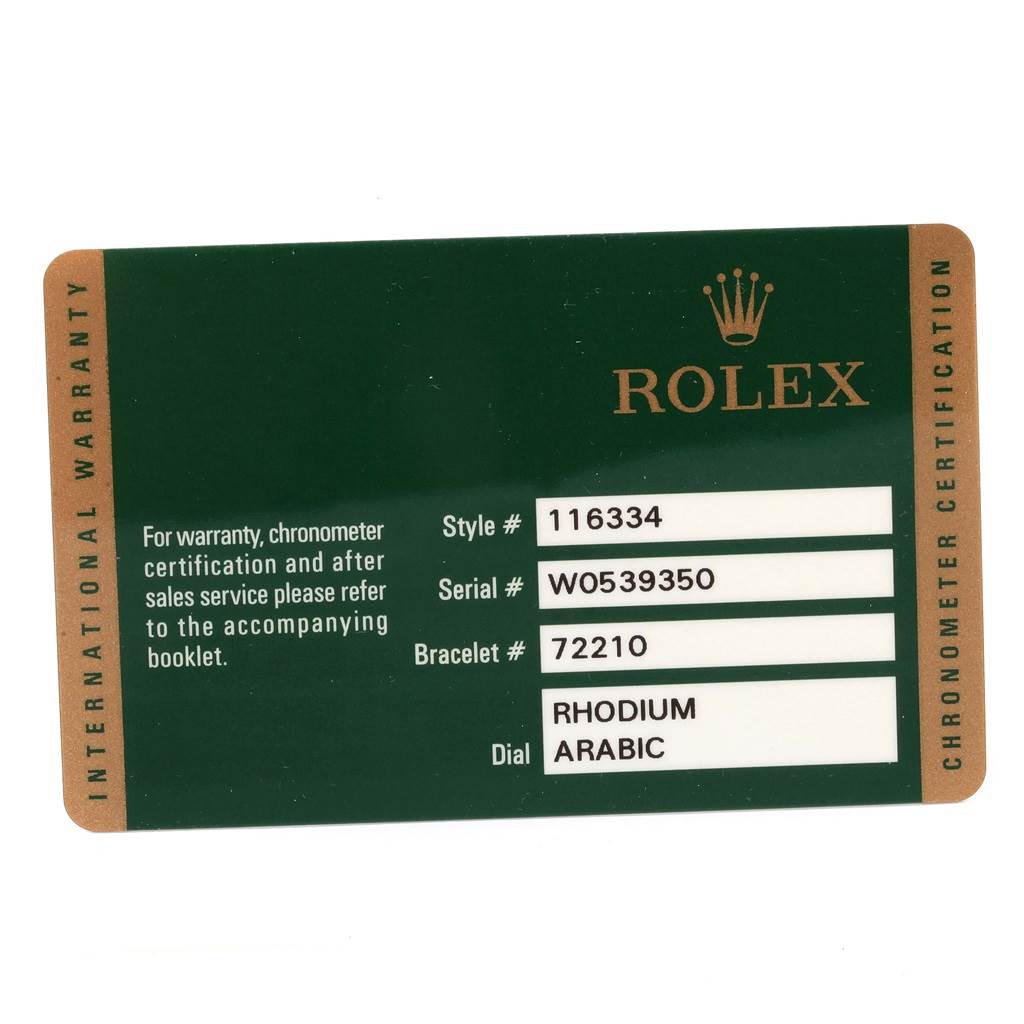 INTERNATIONAL WARRANTY
ROLEX
For warranty, chronometer
certification and after
sales service please refer
to the accompanying
booklet.
Style # 116334
Serial # W0539350
Bracelet # 72210
RHODIUM
Dial ARABIC
CHRONOMETER CERTIFICATION